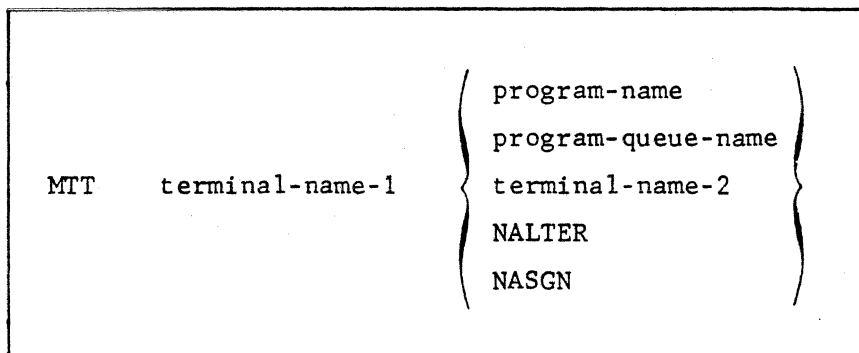 program-name
program-queue-name
MTT terminal-name-1 terminal-name-2
NALTER
NASGN